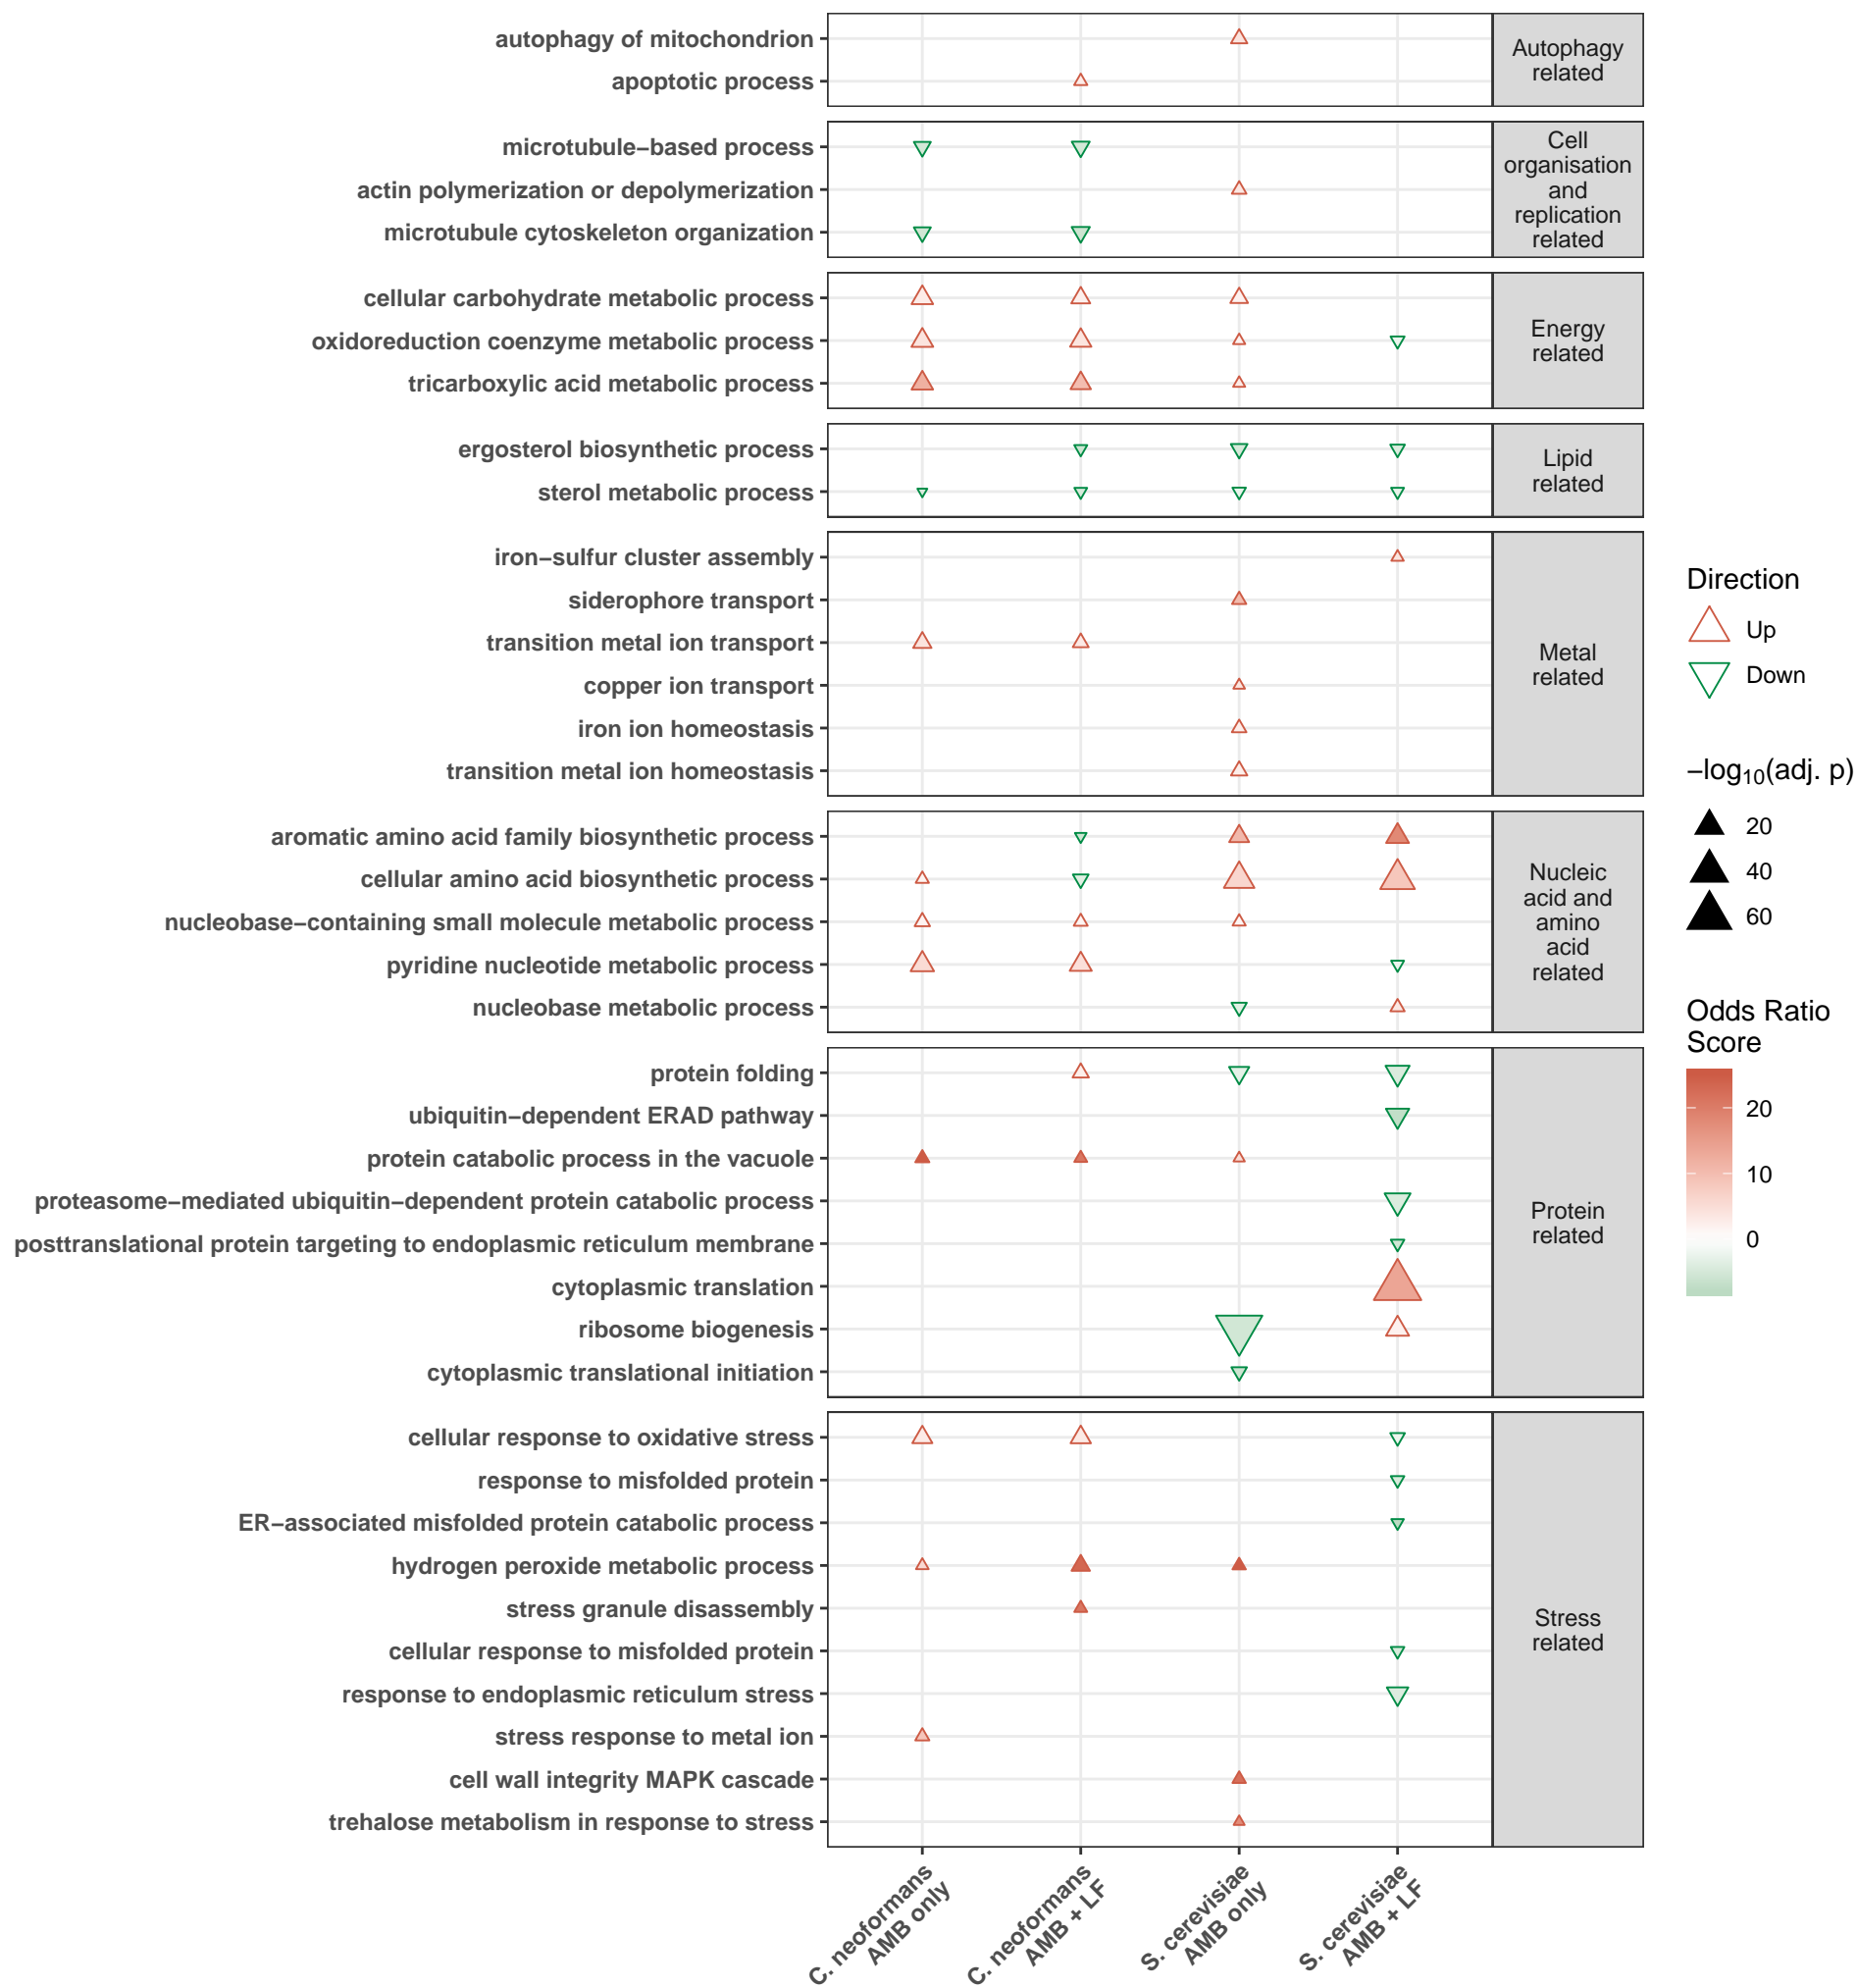 autophagy of mitochondrion
apoptotic process
Autophagy
related
microtubule−based process
actin polymerization or depolymerization
microtubule cytoskeleton organization
Cell
organisation
and
replication
related
cellular carbohydrate metabolic process
oxidoreduction coenzyme metabolic process
tricarboxylic acid metabolic process
Energy
related
ergosterol biosynthetic process
sterol metabolic process
Lipid
related
iron−sulfur cluster assembly
siderophore transport
transition metal ion transport
copper ion transport
iron ion homeostasis
transition metal ion homeostasis
Metal
related
aromatic amino acid family biosynthetic process
cellular amino acid biosynthetic process
nucleobase−containing small molecule metabolic process
pyridine nucleotide metabolic process
nucleobase metabolic process
Nucleic
acid and
amino
acid
related
protein folding
ubiquitin−dependent ERAD pathway
protein catabolic process in the vacuole
proteasome−mediated ubiquitin−dependent protein catabolic process
posttranslational protein targeting to endoplasmic reticulum membrane
cytoplasmic translation
ribosome biogenesis
cytoplasmic translational initiation
Protein
related
cellular response to oxidative stress
response to misfolded protein
ER−associated misfolded protein catabolic process
hydrogen peroxide metabolic process
stress granule disassembly
cellular response to misfolded protein
response to endoplasmic reticulum stress
stress response to metal ion
cell wall integrity MAPK cascade
trehalose metabolism in response to stress
Stress
related
C. neoformans
AMB only
C. neoformans
AMB + LF
S. cerevisiae
AMB only
S. cerevisiae
AMB + LF
Direction
Up
Down
−log₁₀(adj. p)
20
40
60
Odds Ratio
Score
20
10
0